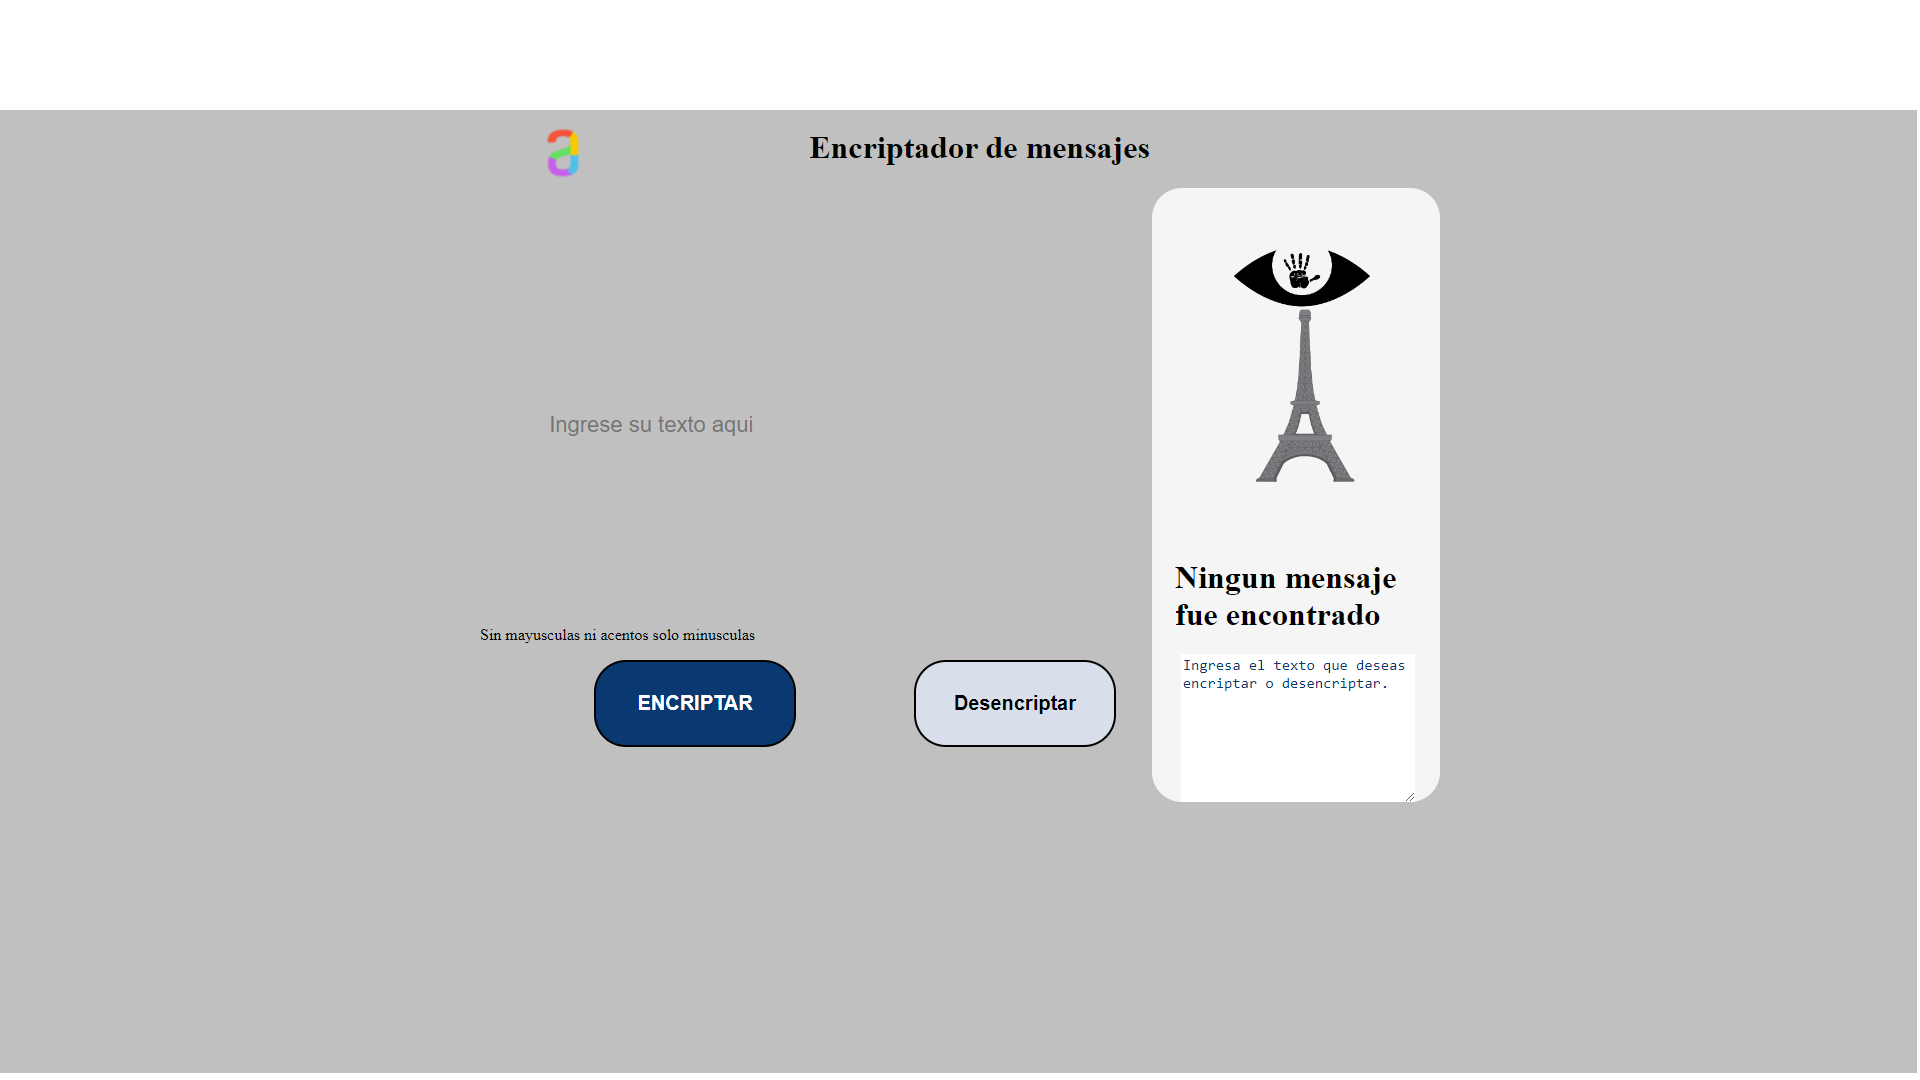 a
Encriptador de mensajes
Ingrese su texto aqui
Sin mayusculas ni acentos solo minusculas
ENCRIPTAR
Desencriptar
Ningun mensaje
fue encontrado
Ingresa el texto que deseas
encriptar o desencriptar.